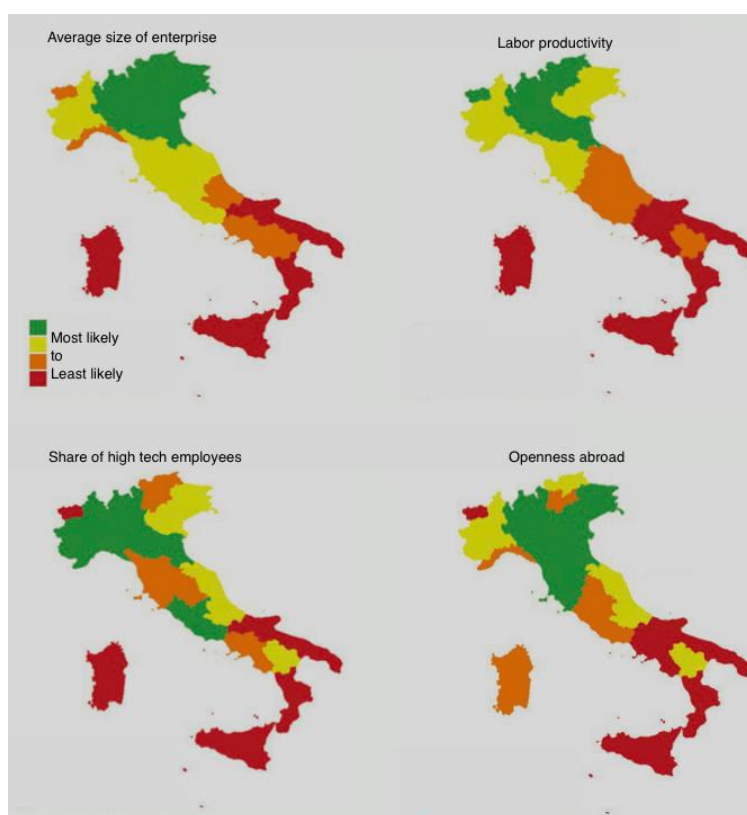 Average size of enterprise
Labor productivity
Most likely
to
Least likely
Share of high tech employees
Openness abroad